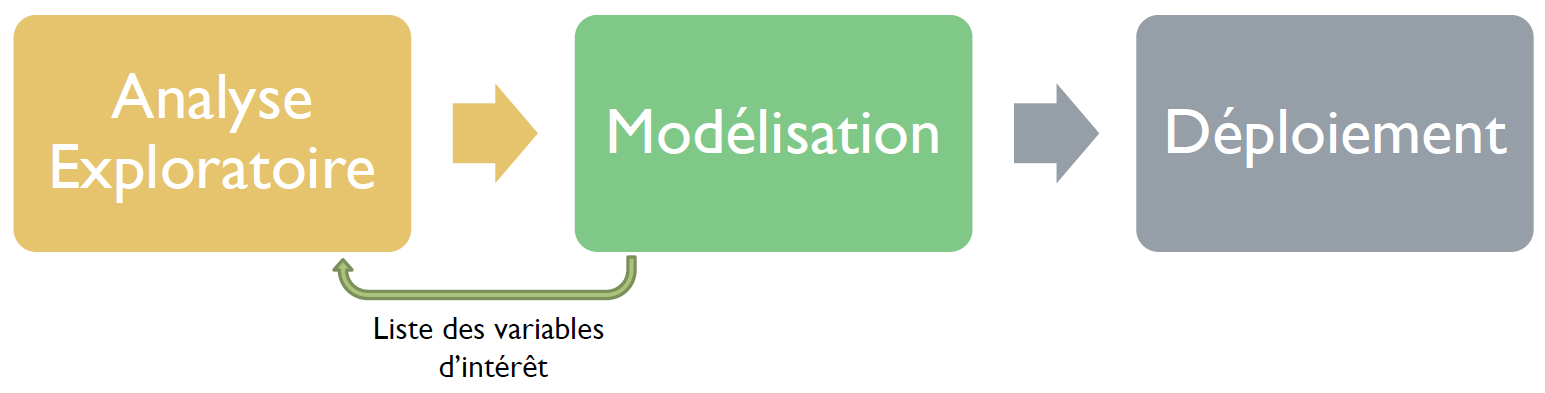 Analyse
Exploratoire
Modélisation
Déploiement
Liste des variables
d’intérêt